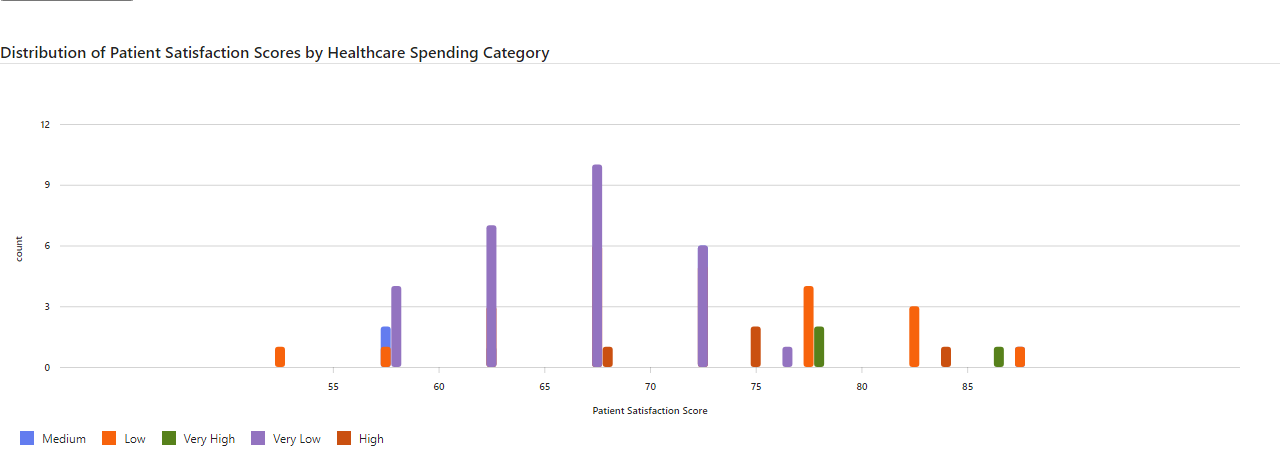 Distribution of Patient Satisfaction Scores by Healthcare Spending Category
12
9
6
3
0
count
55 60 65 70 75 80 85
Patient Satisfaction Score
Medium Low Very High Very Low High